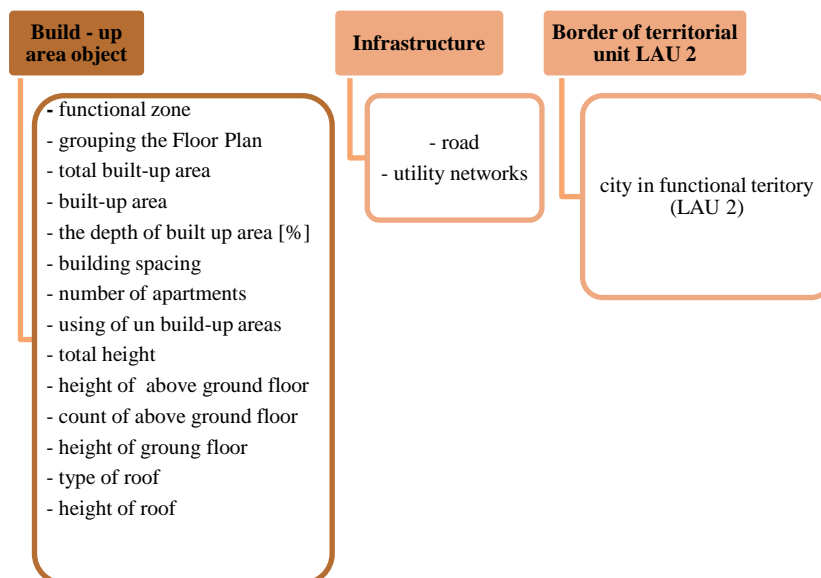 Build - up
area object
- functional zone
- grouping the Floor Plan
- total built-up area
- built-up area
- the depth of built up area [%]
- building spacing
- number of apartments
- using of un build-up areas
- total height
- height of above ground floor
- count of above ground floor
- height of groung floor
- type of roof
- height of roof
Infrastructure
- road
- utility networks
Border of territorial
unit LAU 2
city in functional teritory
(LAU 2)